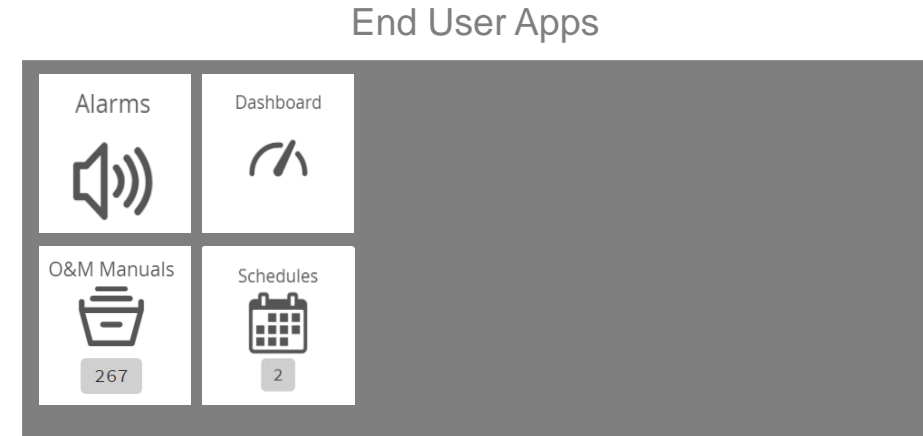 End User Apps
Alarms
Dashboard
O&M Manuals
267
Schedules
2